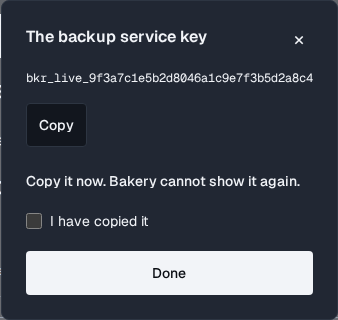 The backup service key
bkr_live_9f3a7c1e5b2d8046a1c9e7f3b5d2a8c4
Copy
Copy it now. Bakery cannot show it again.
I have copied it
Done